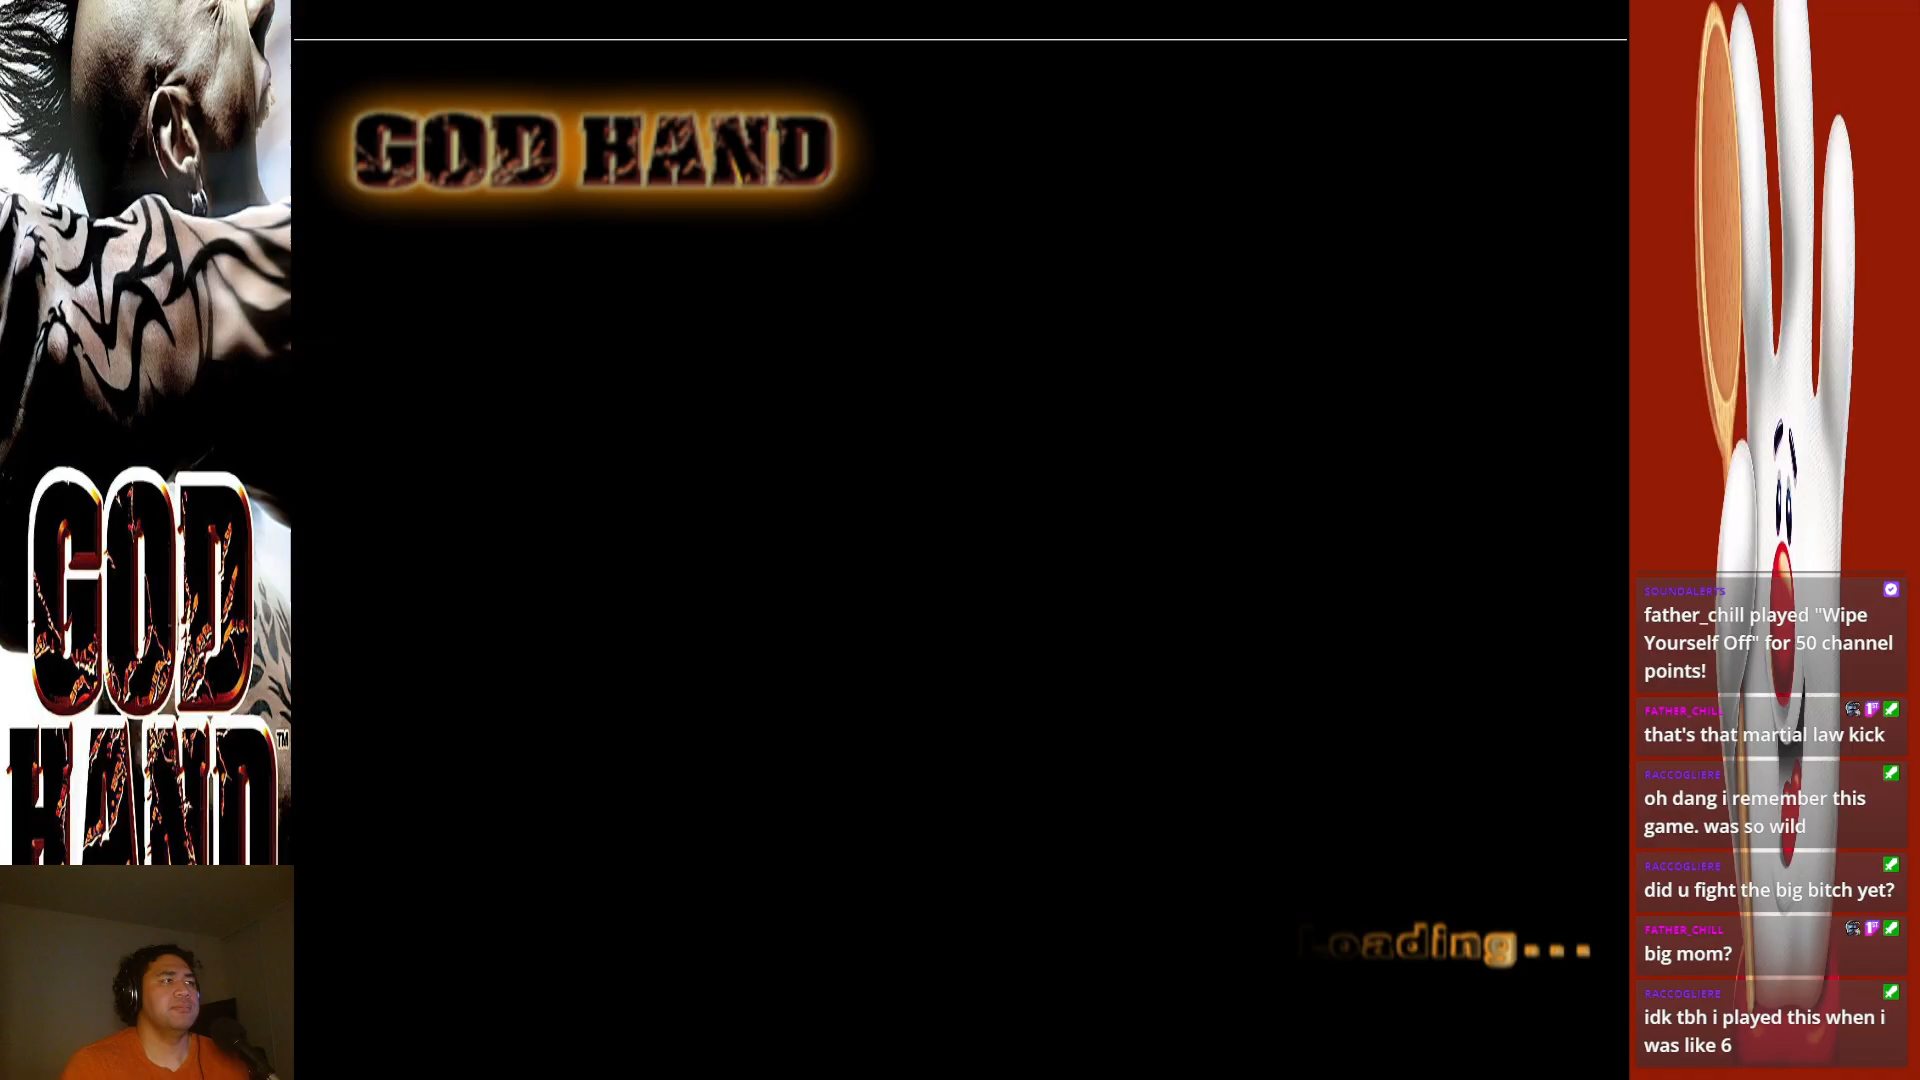 GOD HAND
GOD
HAND™
Loading...
SOUNDALERTS
father_chill played "Wipe
Yourself Off" for 50 channel
points!
FATHER_CHILL
that's that martial law kick
RACCOGLIERE
oh dang i remember this
game. was so wild
RACCOGLIERE
did u fight the big bitch yet?
FATHER_CHILL
big mom?
RACCOGLIERE
idk tbh i played this when i
was like 6